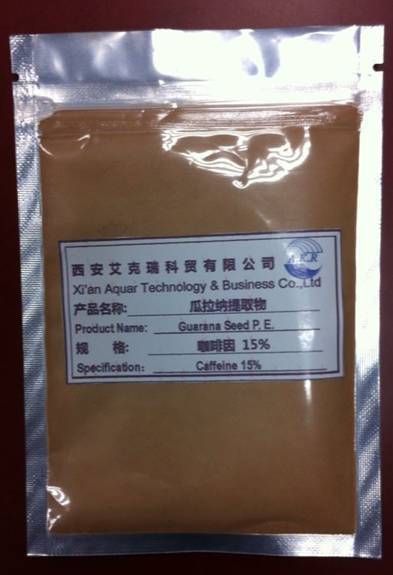 西安艾克瑞科贸有限公司
Xi'an Aquar Technology & Business Co.,Ltd
产品名称: 瓜拉纳提取物
Product Name: Guarana Seed P. E.
规 格: 咖啡因 15%
Specification: Caffeine 15%